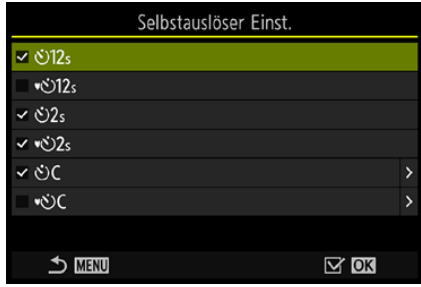 Selbstauslöser Einst.
12s
♥12s
2s
♥2s
C
♥C
MENU OK